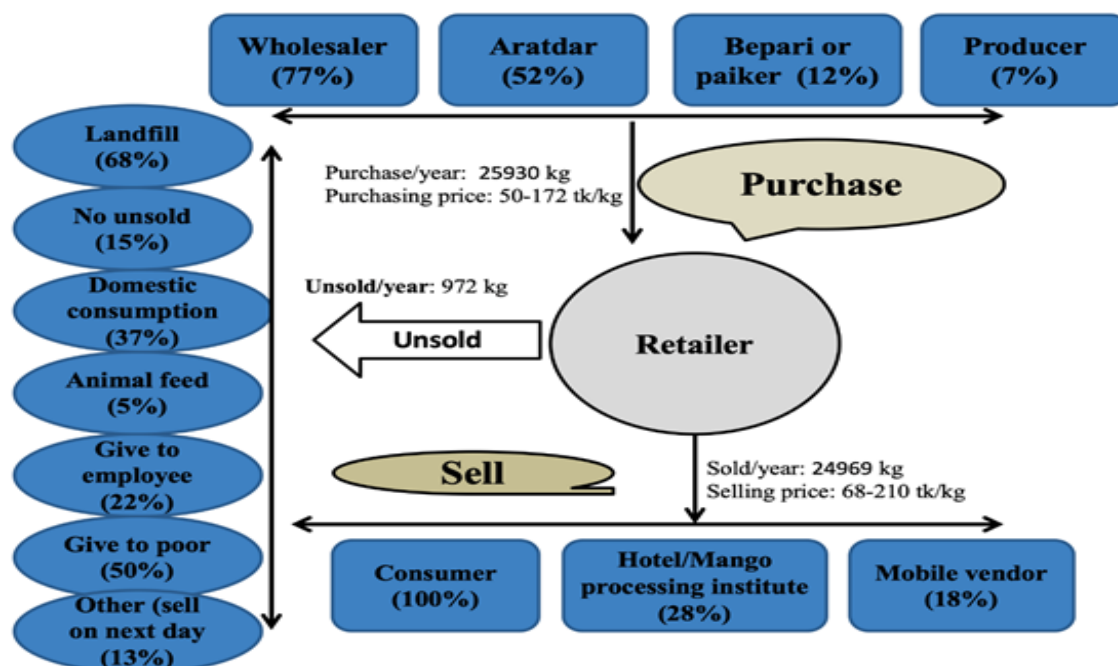 Wholesaler
(77%)
Aratdar
(52%)
Bepari or
paiker (12%)
Producer
(7%)
Landfill
(68%)
No unsold
(15%)
Domestic
consumption
(37%)
Animal feed
(5%)
Give to
employee
(22%)
Give to poor
(50%)
Other (sell
on next day
(13%)
Purchase/year: 25930 kg
Purchasing price: 50-172 tk/kg
Purchase
Unsold/year: 972 kg
Unsold
Retailer
Sell
Sold/year: 24969 kg
Selling price: 68-210 tk/kg
Consumer
(100%)
Hotel/Mango
processing institute
(28%)
Mobile vendor
(18%)